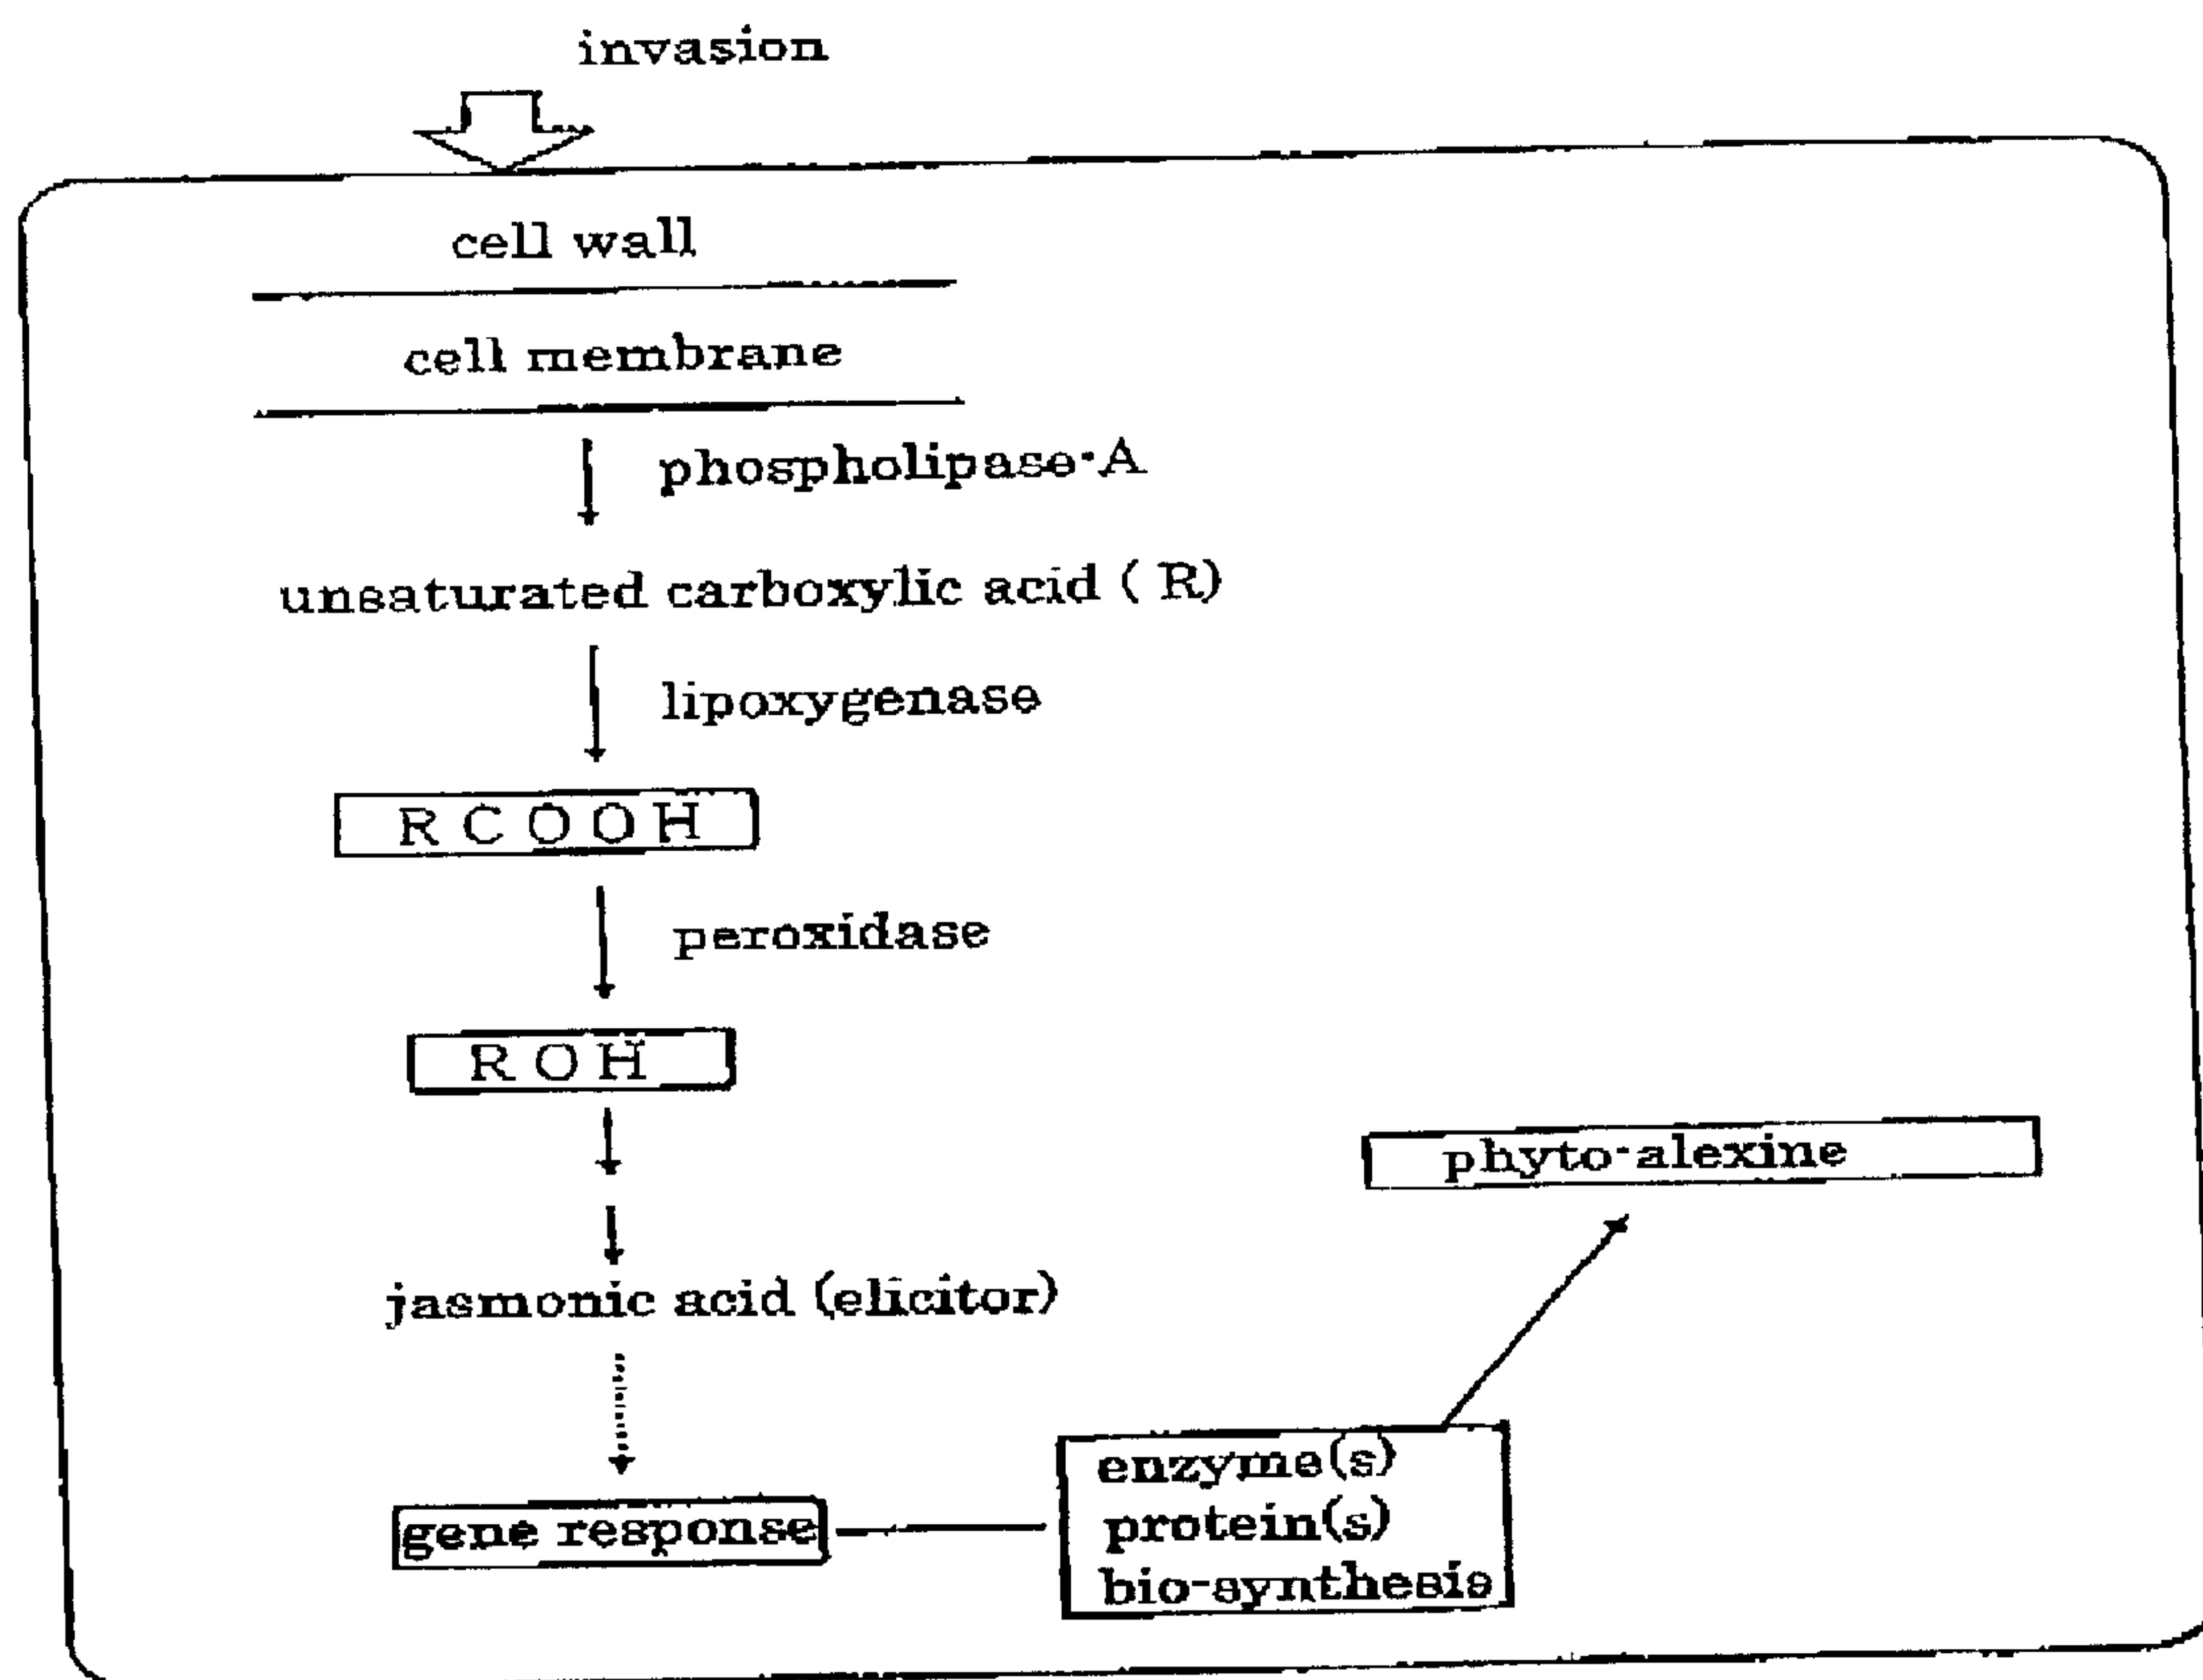 invasion
cell wall
cell membrane
phospholipase-A
unsaturated carboxylic acid ( R)
lipoxygenase
R C O O H
peroxidase
R O H
phyto-alexine
jasmonic acid (elicitor)
enzyme(s)
gene response
protein(s)
bio-synthesis